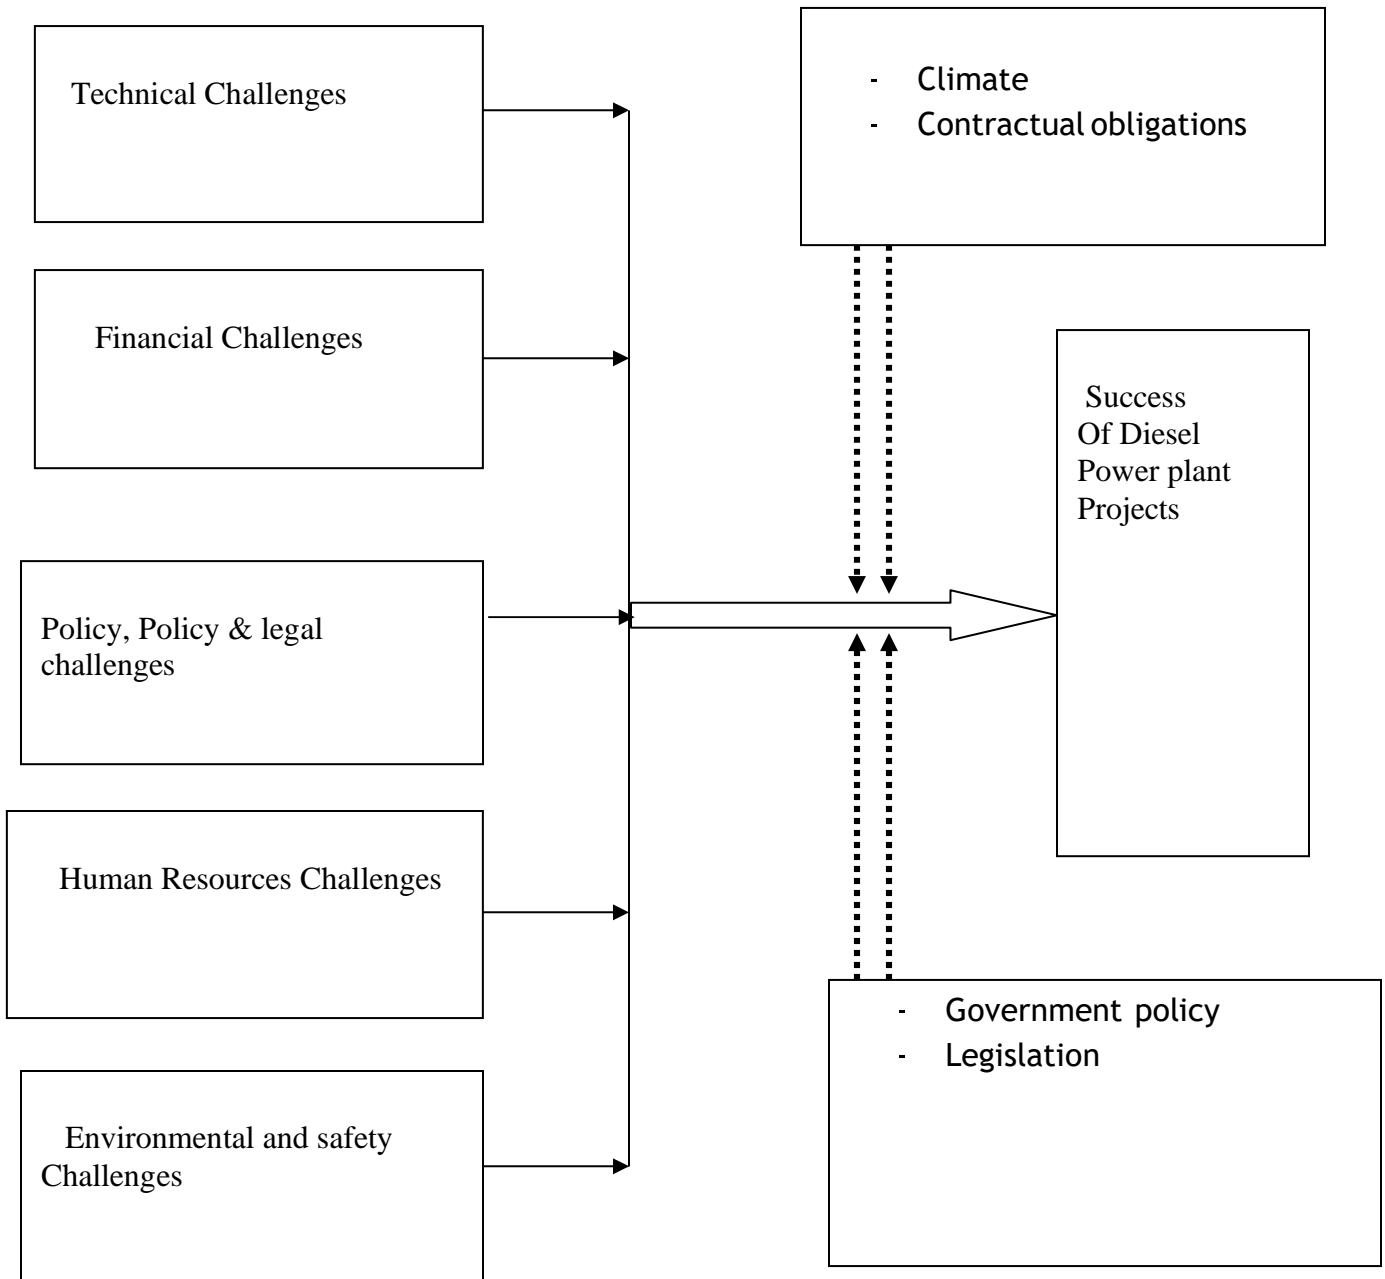 Technical Challenges
Financial Challenges
Policy, Policy & legal
challenges
Human Resources Challenges
Environmental and safety
Challenges
- Climate
- Contractual obligations
Success
Of Diesel
Power plant
Projects
- Government policy
- Legislation